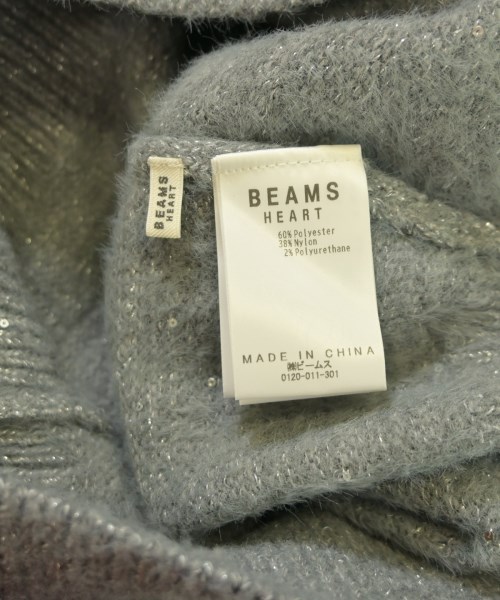 BEAMS
HEART
BEAMS
HEART
60% Polyester
38% Nylon
2% Polyurethane
MADE IN CHINA
㈱ビームス
0120-011-301